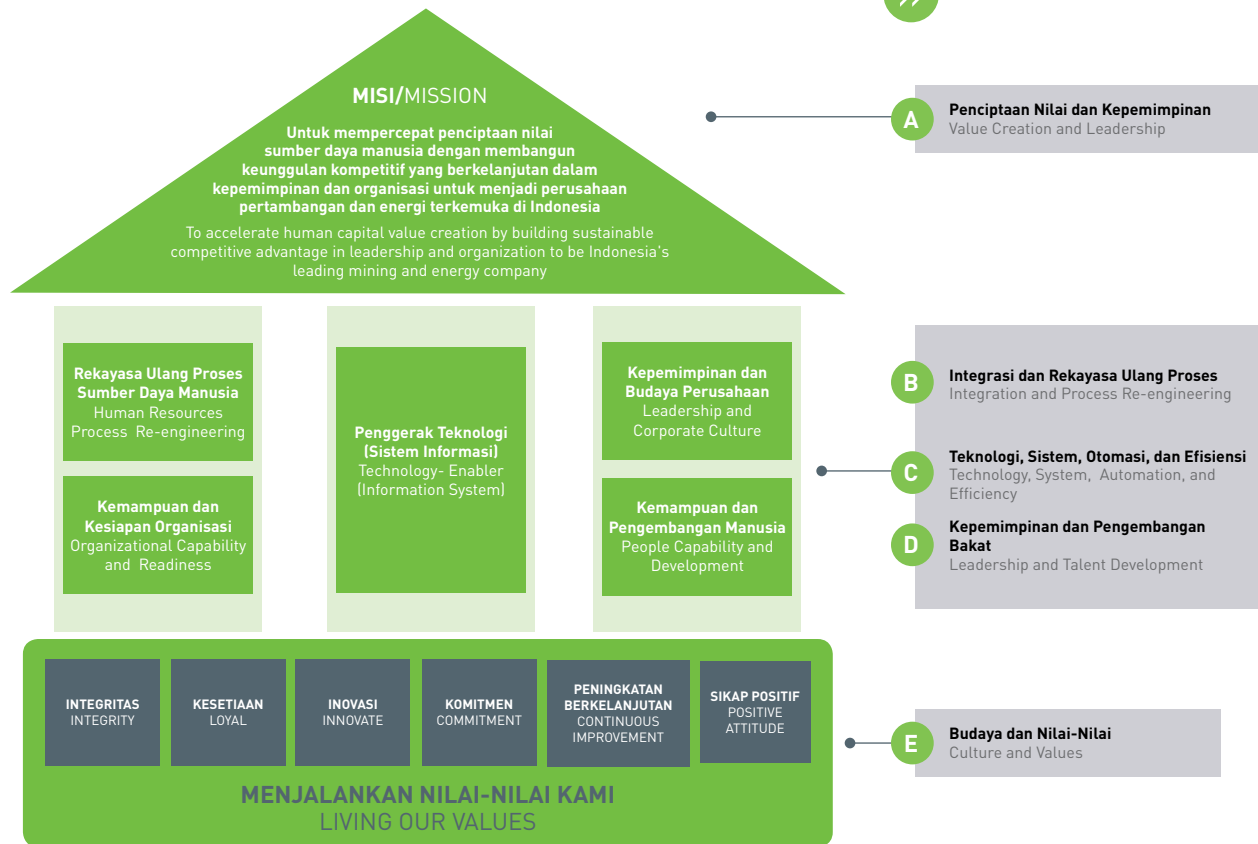 MISI/MISSION
Untuk mempercepat penciptaan nilai
sumber daya manusia dengan membangun
keunggulan kompetitif yang berkelanjutan dalam
kepemimpinan dan organisasi untuk menjadi perusahaan
pertambangan dan energi terkemuka di Indonesia
To accelerate human capital value creation by building sustainable
competitive advantage in leadership and organization to be Indonesia's
leading mining and energy company
A
Penciptaan Nilai dan Kepemimpinan
Value Creation and Leadership
Rekayasa Ulang Proses
Sumber Daya Manusia
Human Resources
Process Re-engineering
Kemampuan dan
Kesiapan Organisasi
Organizational Capability
and Readiness
Penggerak Teknologi
(Sistem Informasi)
Technology- Enabler
(Information System)
Kepemimpinan dan
Budaya Perusahaan
Leadership and
Corporate Culture
Kemampuan dan
Pengembangan Manusia
People Capability and
Development
B
Integrasi dan Rekayasa Ulang Proses
Integration and Process Re-engineering
C
Teknologi, Sistem, Otomasi, dan Efisiensi
Technology, System, Automation, and
Efficiency
D
Kepemimpinan dan Pengembangan
Bakat
Leadership and Talent Development
INTEGRITAS
INTEGRITY
KESETIAAN
LOYAL
INOVASI
INNOVATE
KOMITMEN
COMMITMENT
PENINGKATAN
BERKELANJUTAN
CONTINUOUS
IMPROVEMENT
SIKAP POSITIF
POSITIVE
ATTITUDE
MENJALANKAN NILAI-NILAI KAMI
LIVING OUR VALUES
E
Budaya dan Nilai-Nilai
Culture and Values